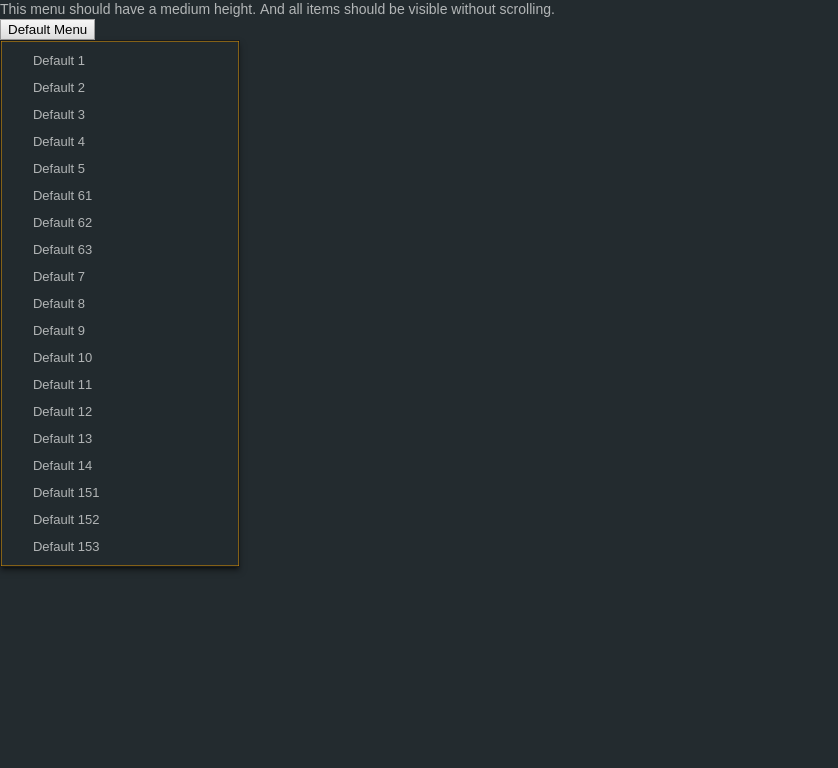 This menu should have a medium height. And all items should be visible without scrolling.
Default Menu
Default 1
Default 2
Default 3
Default 4
Default 5
Default 61
Default 62
Default 63
Default 7
Default 8
Default 9
Default 10
Default 11
Default 12
Default 13
Default 14
Default 151
Default 152
Default 153